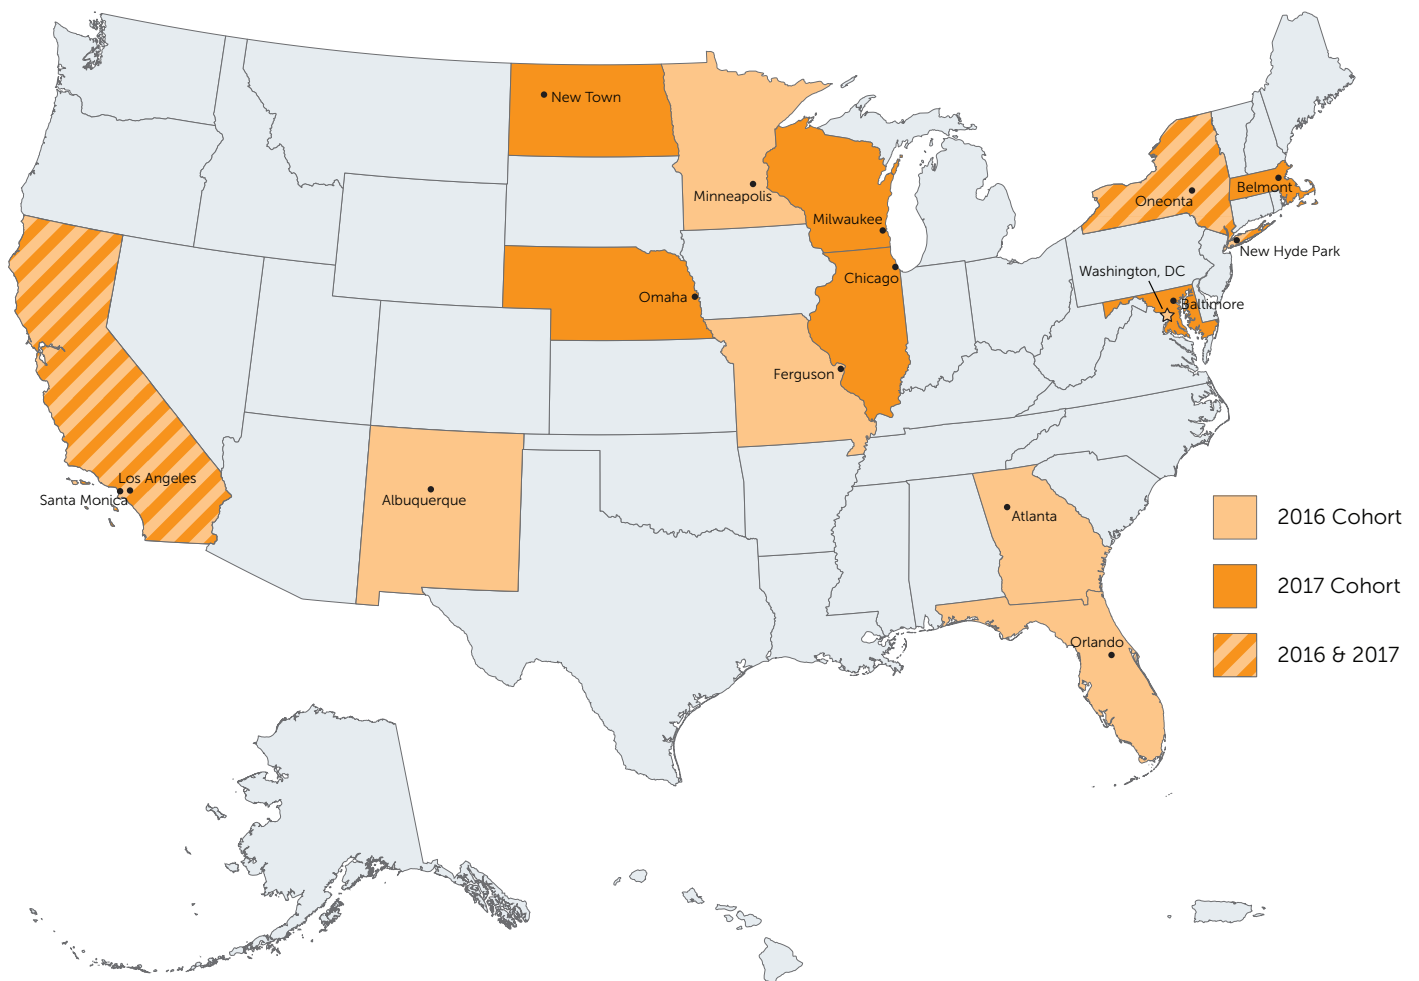 New Town
Minneapolis
Belmont
Oneonta
Milwaukee
New Hyde Park
Washington, DC
Chicago
Omaha
Baltimore
Ferguson
Los Angeles
Santa Monica
Albuquerque
Atlanta
2016 Cohort
2017 Cohort
Orlando
2016 & 2017